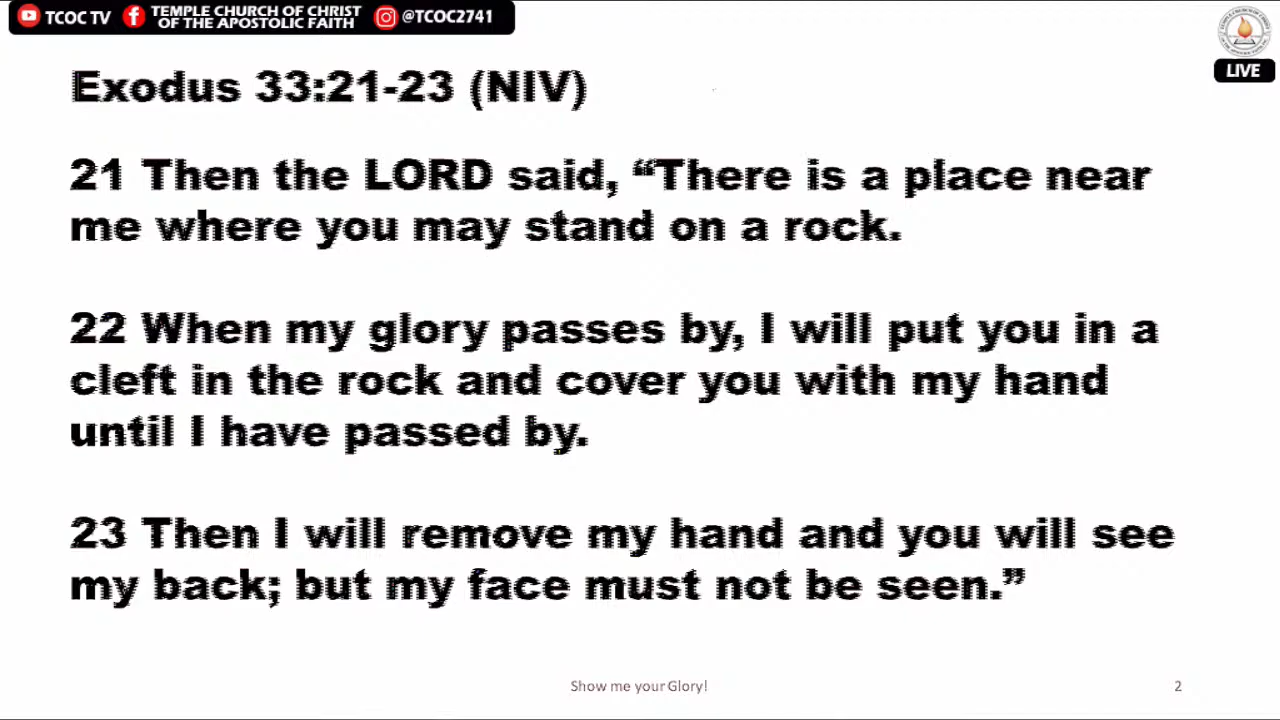 TCOC TV
TEMPLE CHURCH OF CHRIST
OF THE APOSTOLIC FAITH
@TCOC2741
LIVE
Exodus 33:21-23 (NIV)
21 Then the LORD said, “There is a place near
me where you may stand on a rock.
22 When my glory passes by, I will put you in a
cleft in the rock and cover you with my hand
until I have passed by.
23 Then I will remove my hand and you will see
my back; but my face must not be seen.”
Show me your Glory!
2